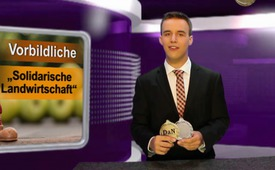 Vorbildliche
„Solidarische
Landwirtschaft“